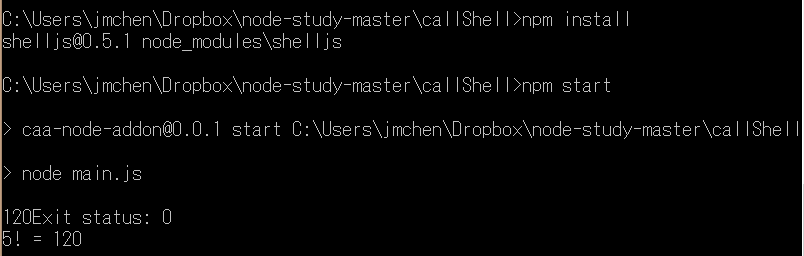 C:\Users\jmchen\Dropbox\node-study-master\callShell>npm install
shelljs@0.5.1 node_modules\shelljs
C:\Users\jmchen\Dropbox\node-study-master\callShell>npm start
> caa-node-addon@0.0.1 start C:\Users\jmchen\Dropbox\node-study-master\callShell
> node main.js
120Exit status: 0
5! = 120